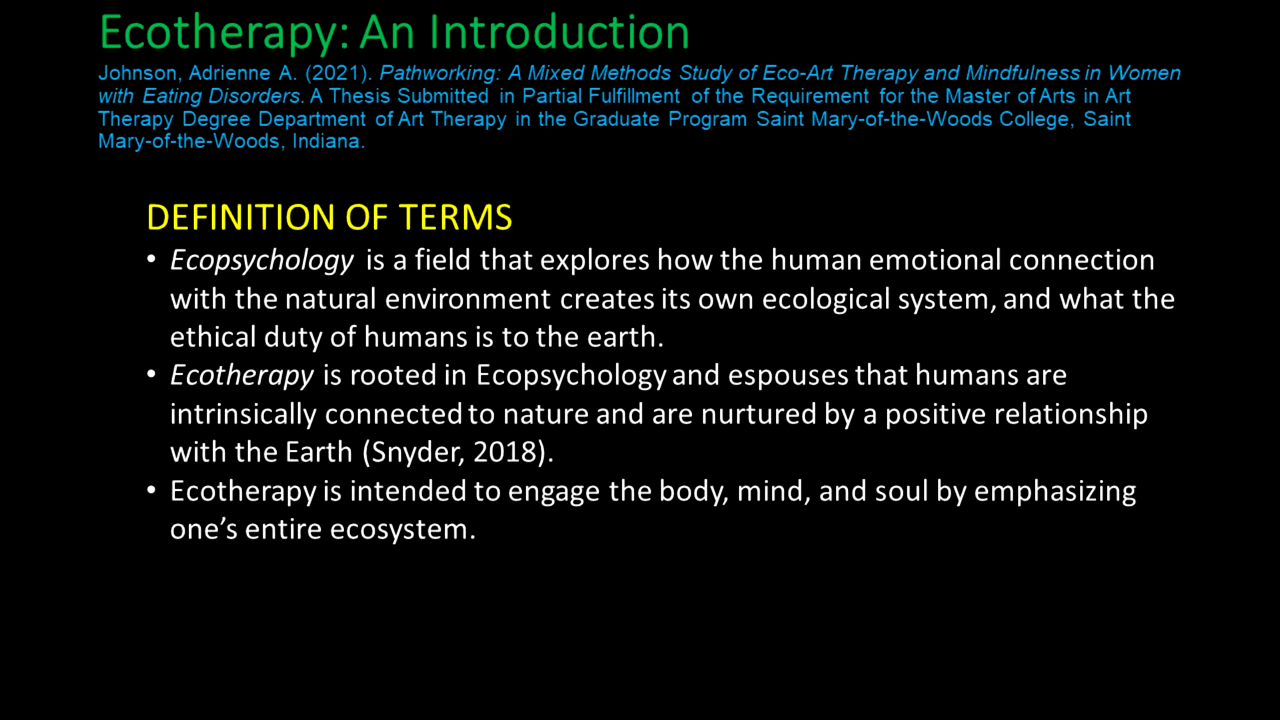 Ecotherapy: An Introduction
Johnson, Adrienne A. (2021). Pathworking: A Mixed Methods Study of Eco-Art Therapy and Mindfulness in Women
with Eating Disorders. A Thesis Submitted in Partial Fulfillment of the Requirement for the Master of Arts in Art
Therapy Degree Department of Art Therapy in the Graduate Program Saint Mary-of-the-Woods College, Saint
Mary-of-the-Woods, Indiana.
DEFINITION OF TERMS
• Ecopsychology is a field that explores how the human emotional connection
with the natural environment creates its own ecological system, and what the
ethical duty of humans is to the earth.
• Ecotherapy is rooted in Ecopsychology and espouses that humans are
intrinsically connected to nature and are nurtured by a positive relationship
with the Earth (Snyder, 2018).
• Ecotherapy is intended to engage the body, mind, and soul by emphasizing
one’s entire ecosystem.